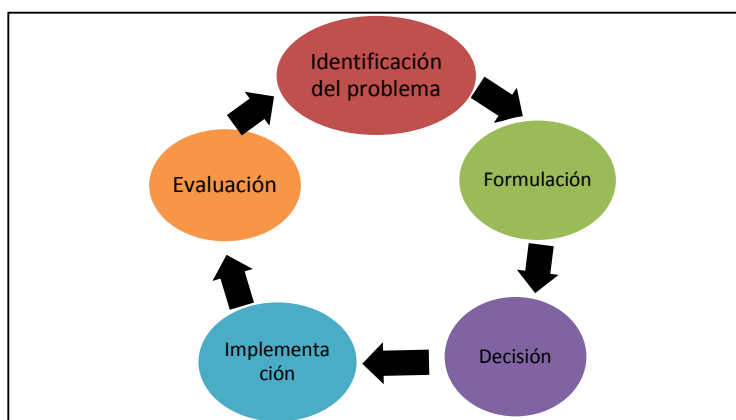 Identificación
del problema
Formulación
Decisión
Implementa
ción
Evaluación